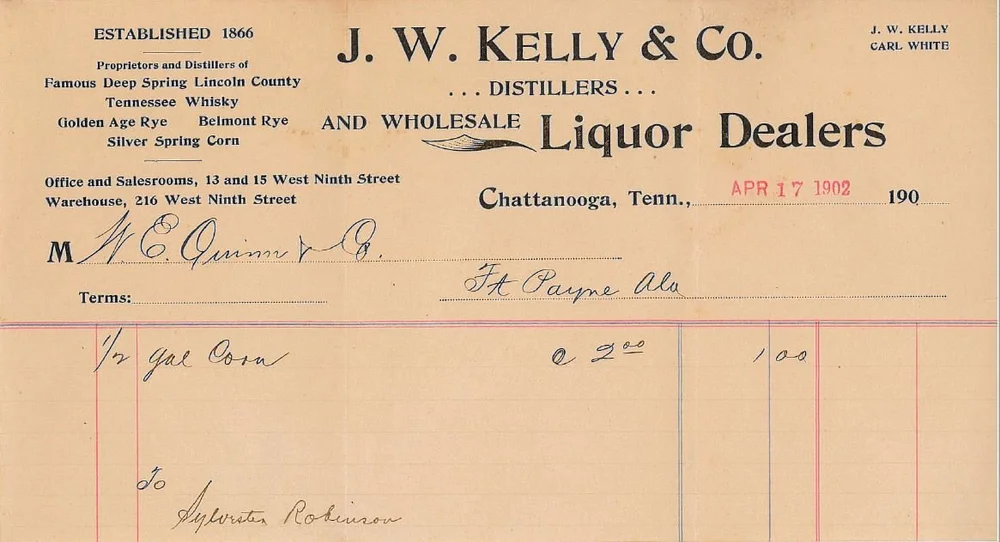 ESTABLISHED 1866
Proprietors and Distillers of
Famous Deep Spring Lincoln County
Tennessee Whisky
Golden Age Rye Belmont Rye
Silver Spring Corn
J. W. KELLY & CO.
... DISTILLERS ...
AND WHOLESALE Liquor Dealers
J. W. KELLY
CARL WHITE
Office and Salesrooms, 13 and 15 West Ninth Street
Warehouse, 216 West Ninth Street
Chattanooga, Tenn., APR 17 1902 190
M W. E. Quinn & Co.
Ft Payne Ala
Terms:
1/2 gal Corn @ 2 00 1 00
To
Sylvester Robinson